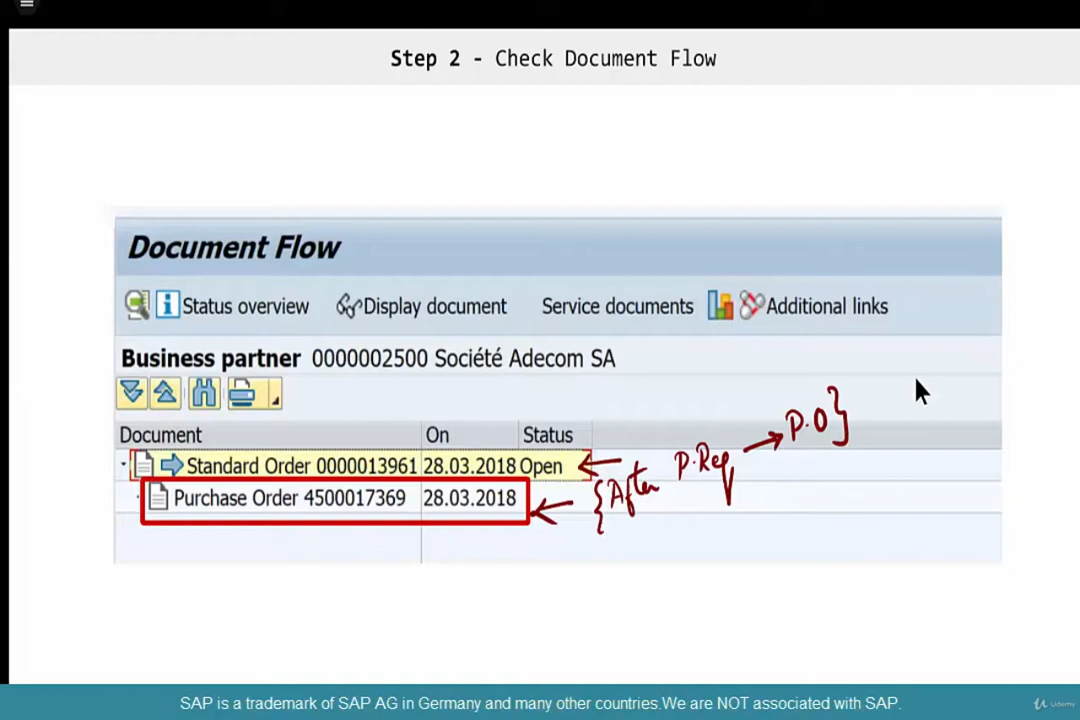 Step 2 - Check Document Flow
Document Flow
Status overview Display document Service documents Additional links
Business partner 0000002500 Société Adecom SA
Document On Status
Standard Order 0000013961 28.03.2018 Open
Purchase Order 4500017369 28.03.2018
{After P.Req → P.O}
SAP is a trademark of SAP AG in Germany and many other countries.We are NOT associated with SAP.
Udemy